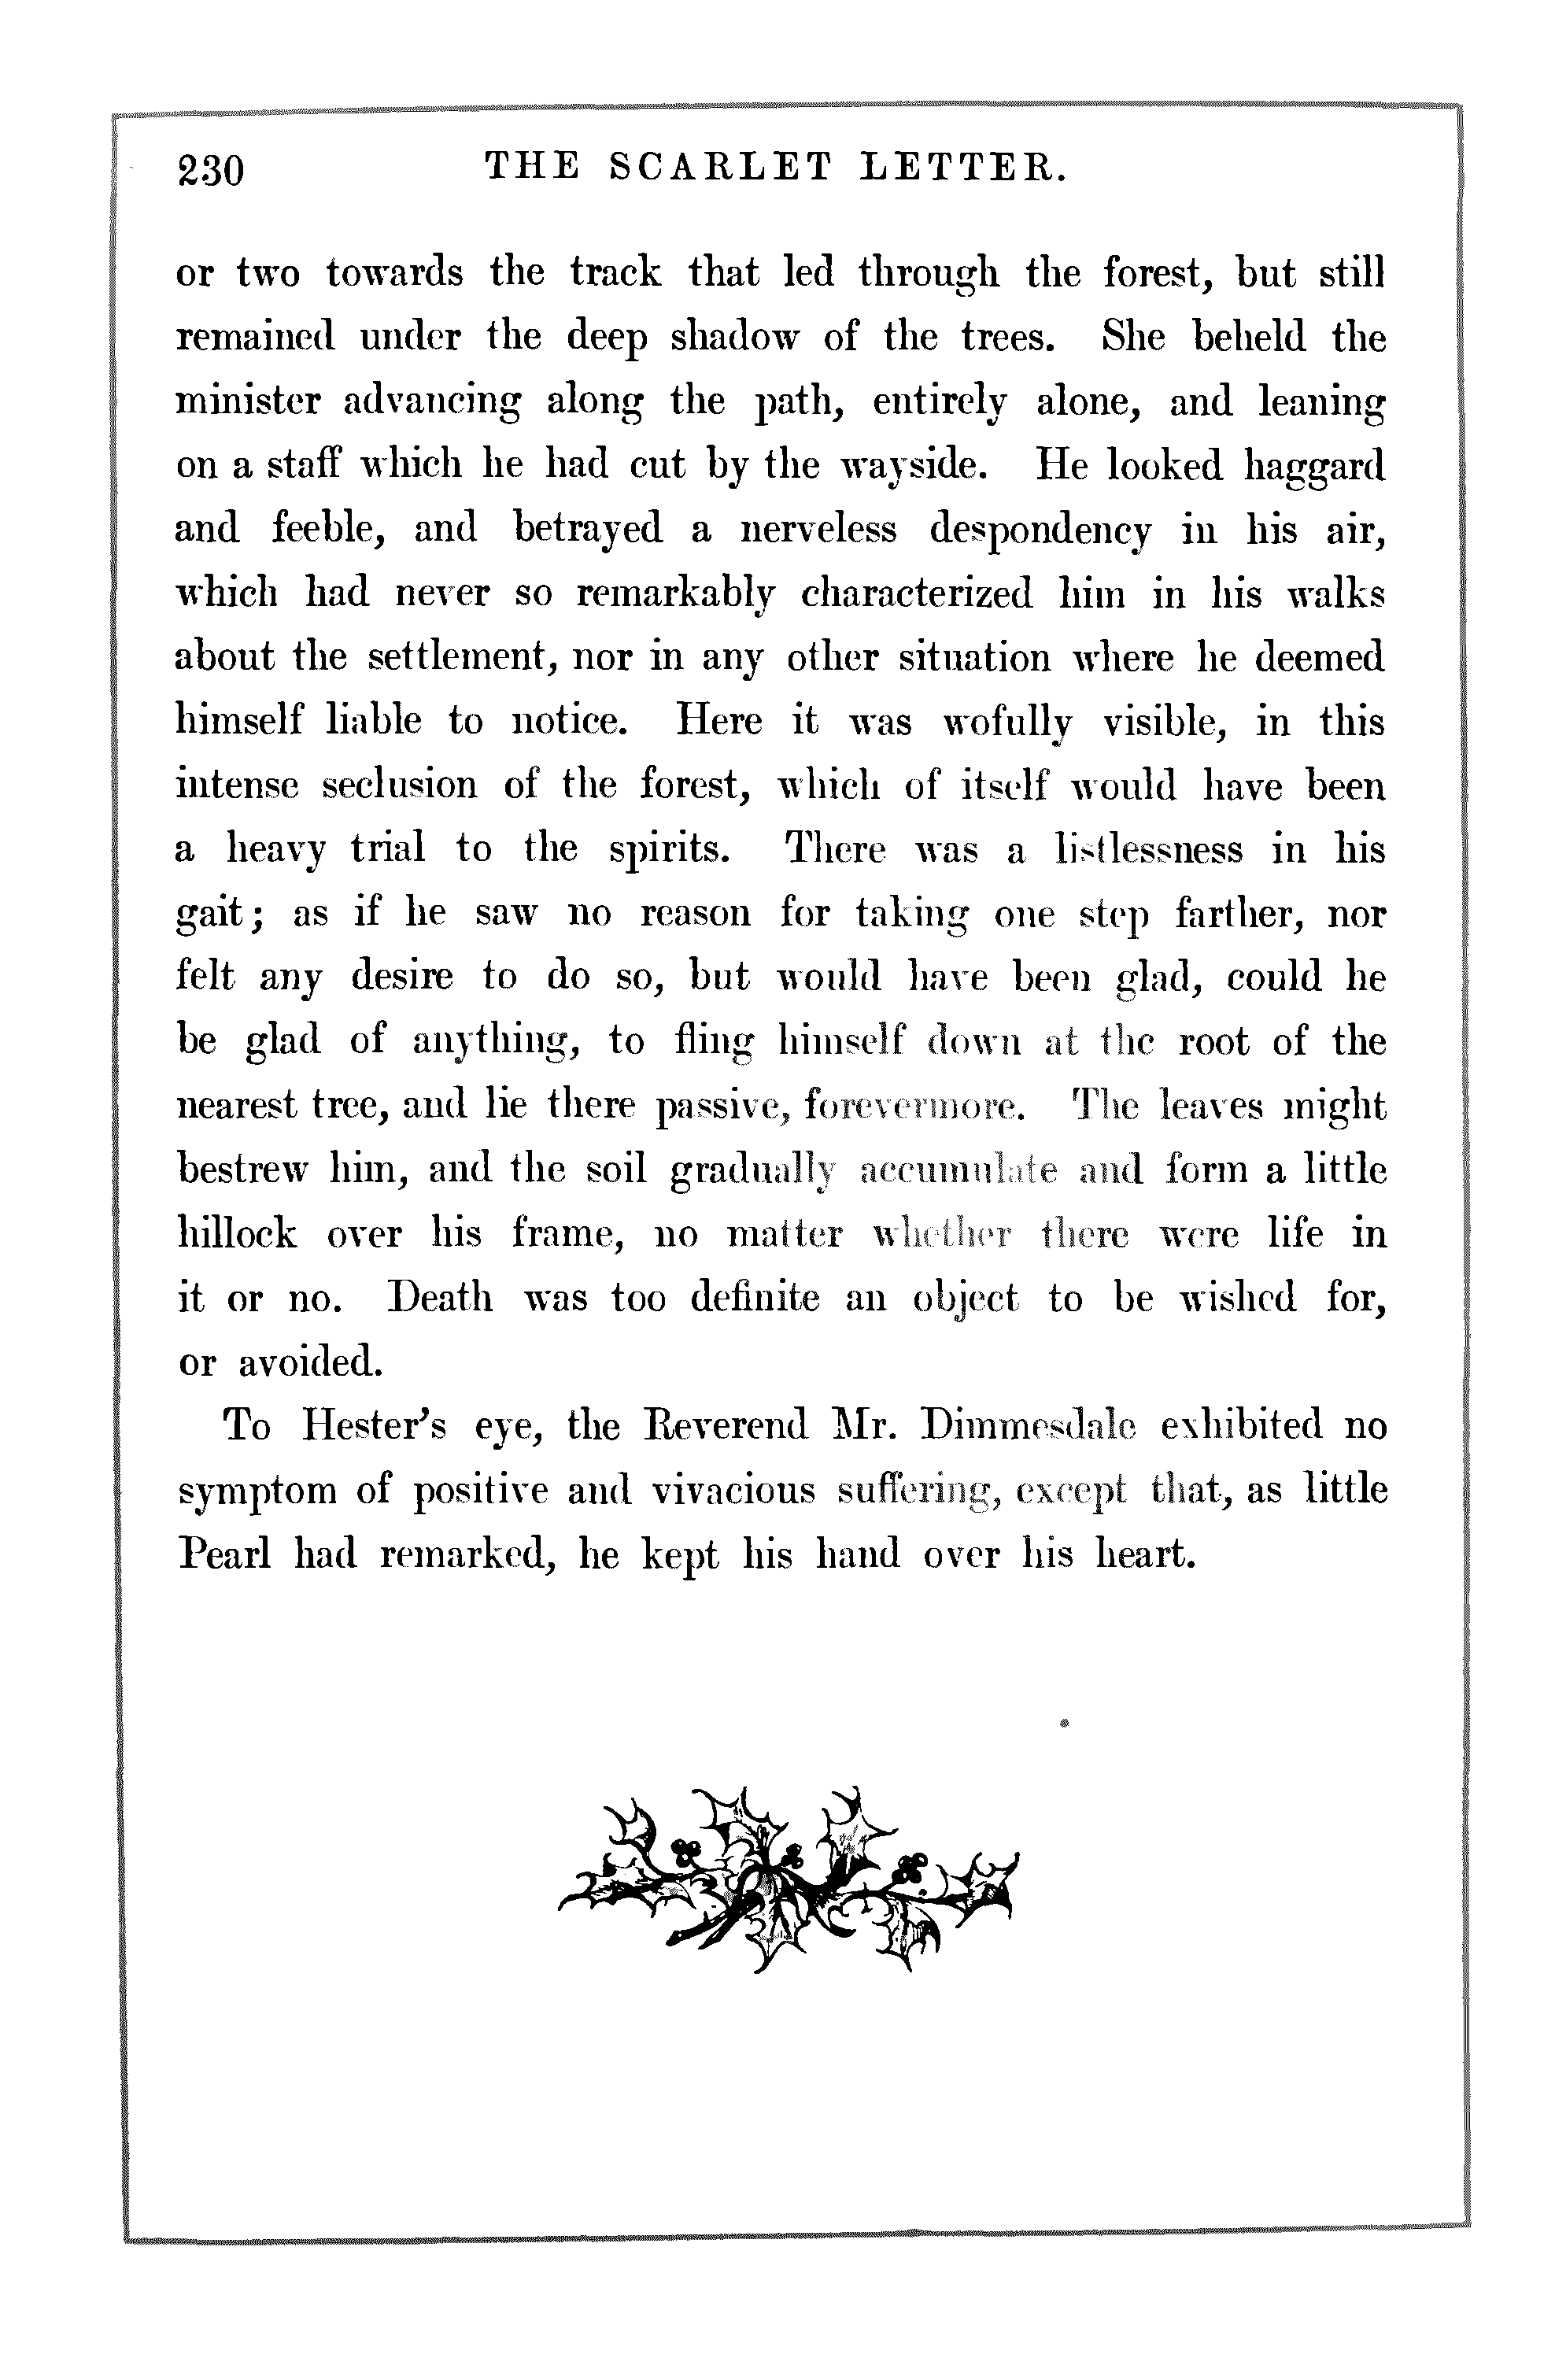 230 THE SCARLET LETTER.
or two towards the track that led through the forest, but still
remained under the deep shadow of the trees. She beheld the
minister advancing along the path, entirely alone, and leaning
on a staff which he had cut by the wayside. He looked haggard
and feeble, and betrayed a nerveless despondency in his air,
which had never so remarkably characterized him in his walks
about the settlement, nor in any other situation where he deemed
himself liable to notice. Here it was wofully visible, in this
intense seclusion of the forest, which of itself would have been
a heavy trial to the spirits. There was a listlessness in his
gait; as if he saw no reason for taking one step farther, nor
felt any desire to do so, but would have been glad, could he
be glad of anything, to fling himself down at the root of the
nearest tree, and lie there passive, forevermore. The leaves might
bestrew him, and the soil gradually accumulate and form a little
hillock over his frame, no matter whether there were life in
it or no. Death was too definite an object to be wished for,
or avoided.
To Hester's eye, the Reverend Mr. Dimmesdale exhibited no
symptom of positive and vivacious suffering, except that, as little
Pearl had remarked, he kept his hand over his heart.